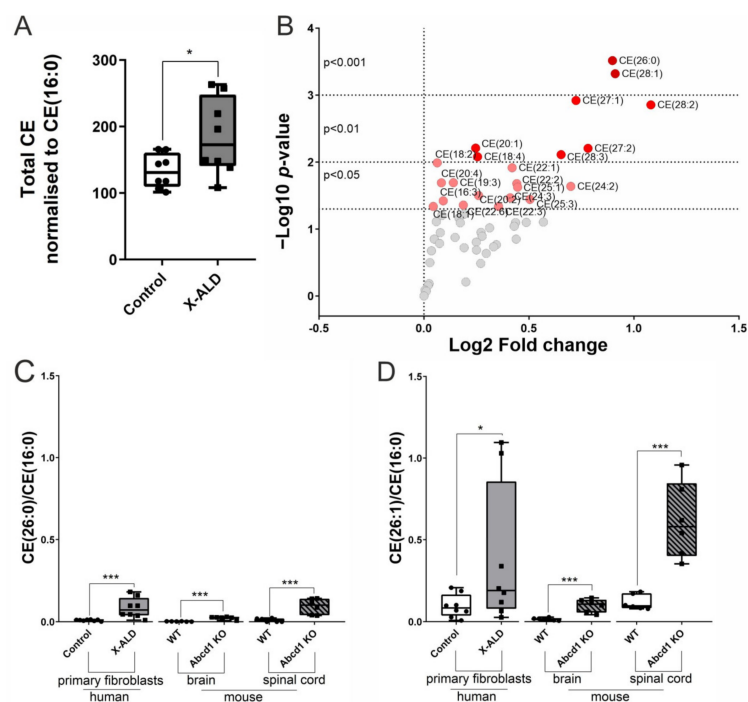 A
*
300
200
100
0
Total CE
normalised to CE(16:0)
Control
X-ALD
B
4
3
2
1
0
−Log10 p-value
p<0.001
p<0.01
p<0.05
CE(26:0)
CE(28:1)
CE(27:1)
CE(28:2)
CE(20:1)
CE(27:2)
CE(18:2)
CE(18:4)
CE(28:3)
CE(22:1)
CE(20:4)
CE(22:2)
CE(19:3)
CE(25:1)
CE(24:2)
CE(16:3)
CE(24:3)
CE(20:2)
CE(25:3)
CE(18:1)
CE(22:6)
CE(22:3)
-0.5
0.0
0.5
1.0
1.5
Log2 Fold change
C
1.5
1.0
0.5
0.0
CE(26:0)/CE(16:0)
***
***
***
Control
X-ALD
WT
Abcd1 KO
WT
Abcd1 KO
primary fibroblasts
brain
spinal cord
human
mouse
D
1.5
1.0
0.5
0.0
CE(26:1)/CE(16:0)
*
***
***
Control
X-ALD
WT
Abcd1 KO
WT
Abcd1 KO
primary fibroblasts
brain
spinal cord
human
mouse